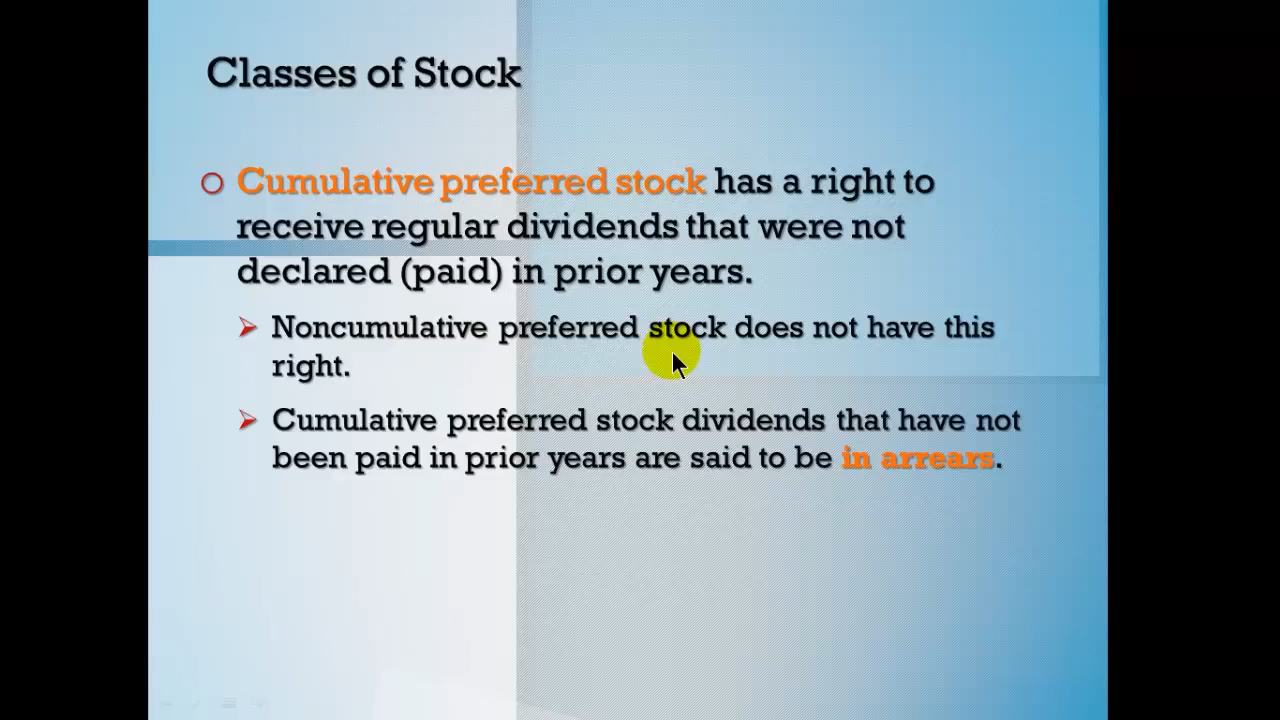 Classes of Stock
Cumulative preferred stock has a right to
receive regular dividends that were not
declared (paid) in prior years.
Noncumulative preferred stock does not have this
right.
Cumulative preferred stock dividends that have not
been paid in prior years are said to be in arrears.